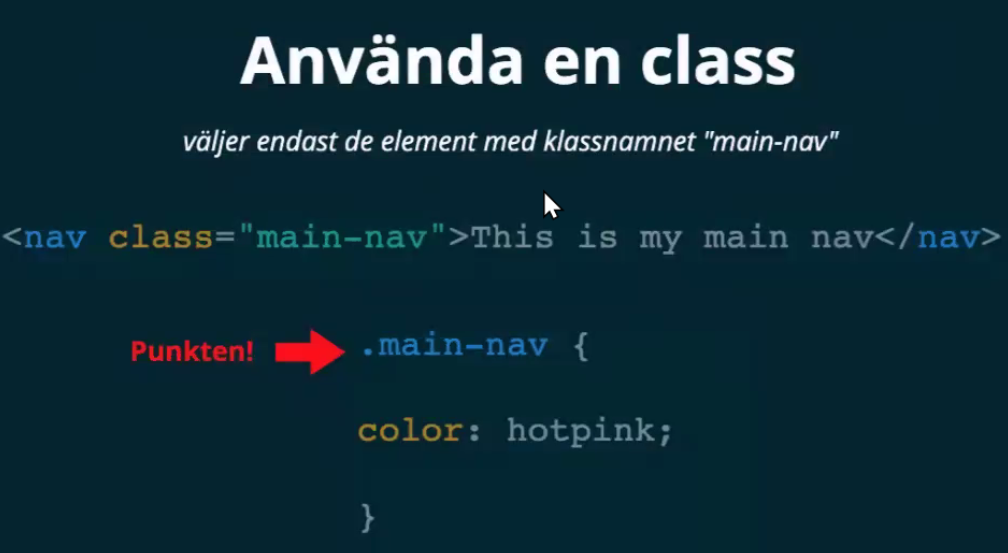 Använda en class
väljer endast de element med klassnamnet "main-nav"
<nav class="main-nav">This is my main nav</nav>
Punkten! .main-nav {
color: hotpink;
}